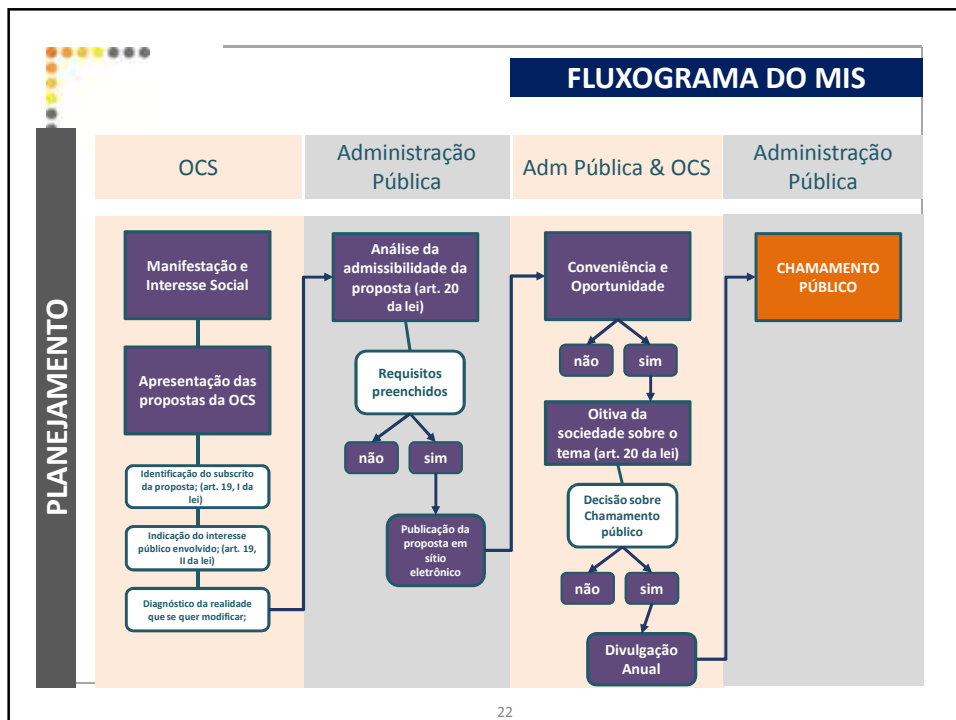 FLUXOGRAMA DO MIS
PLANEJAMENTO
OCS
Administração
Pública
Adm Pública & OCS
Administração
Pública
Manifestação e
Interesse Social
Apresentação das
propostas da OCS
Identificação do subscrito
da proposta; (art. 19, I da
lei)
Indicação do interesse
público envolvido; (art. 19,
II da lei)
Diagnóstico da realidade
que se quer modificar;
Análise da
admissibilidade da
proposta (art. 20
da lei)
Requisitos
preenchidos
não
sim
Publicação da
proposta em
sítio
eletrônico
Conveniência e
Oportunidade
não
sim
Oitiva da
sociedade sobre o
tema (art. 20 da lei)
Decisão sobre
Chamamento
público
não
sim
Divulgação
Anual
CHAMAMENTO
PÚBLICO
22